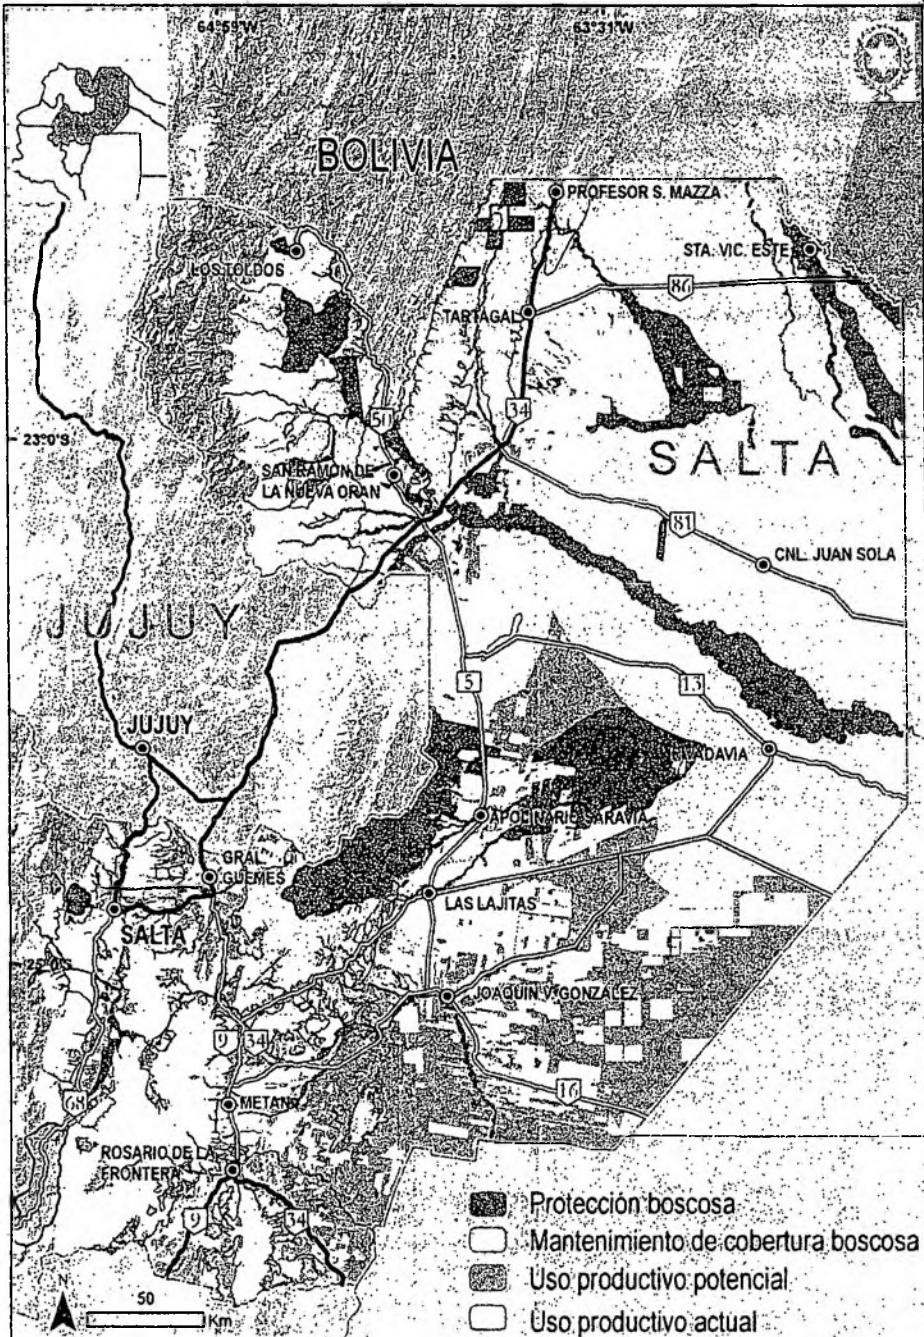 64°59'W
63°31'W
BOLIVIA
PROFESOR S. MAZZA
STA. VIC. ESTE
LOS TOLDOS
86
TARTAGAL
34
50
23°0'S
SALTA
SAN RAMÓN DE
LA NUEVA ORAN
81
CNL. JUAN SOLA
JUJUY
5
13
JUJUY
APOLINARIO SARAVIA
GRAL.
GUEMES
LAS LAJITAS
SALTA
25°0'S
JOAQUIN V. GONZALEZ
9
34
16
68
METAN
ROSARIO DE LA
FRONTERA
9
34
Protección boscosa
Mantenimiento de cobertura boscosa
Uso productivo potencial
Uso productivo actual
N
50
Km